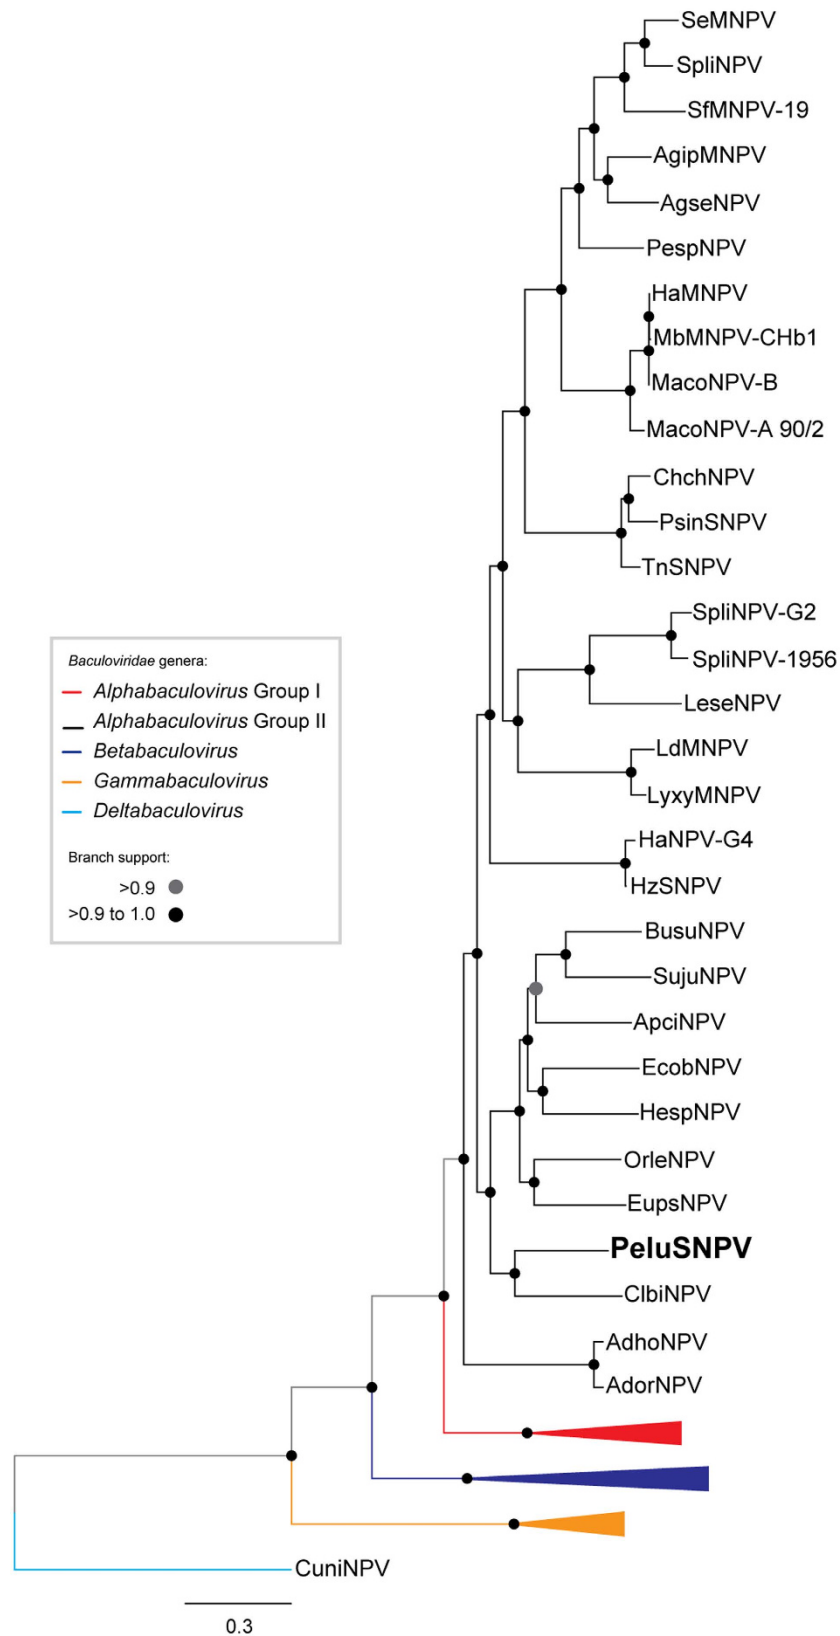 SeMNPV
SpliNPV
SfMNPV-19
AgipMNPV
AgseNPV
PespNPV
HaMNPV
MbMNPV-CHb1
MacoNPV-B
MacoNPV-A 90/2
ChchNPV
PsinSNPV
TnSNPV
SpliNPV-G2
SpliNPV-1956
LeseNPV
LdMNPV
LyxyMNPV
HaNPV-G4
HzSNPV
BusuNPV
SujuNPV
ApciNPV
EcobNPV
HespNPV
OrleNPV
EupsNPV
PeluSNPV
ClbiNPV
AdhoNPV
AdorNPV
CuniNPV
0.3
Baculoviridae genera:
Alphabaculovirus Group I
Alphabaculovirus Group II
Betabaculovirus
Gammabaculovirus
Deltabaculovirus
Branch support:
>0.9
>0.9 to 1.0